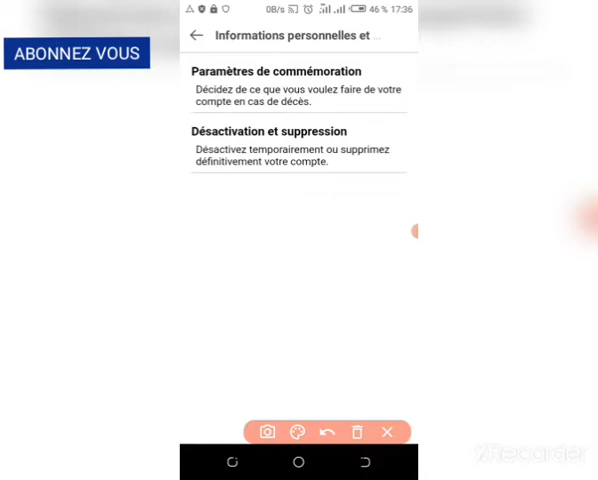 0B/s 46 % 17:36
ABONNEZ VOUS
Informations personnelles et ...
Paramètres de commémoration
Décidez de ce que vous voulez faire de votre
compte en cas de décès.
Désactivation et suppression
Désactivez temporairement ou supprimez
définitivement votre compte.
XRecorder